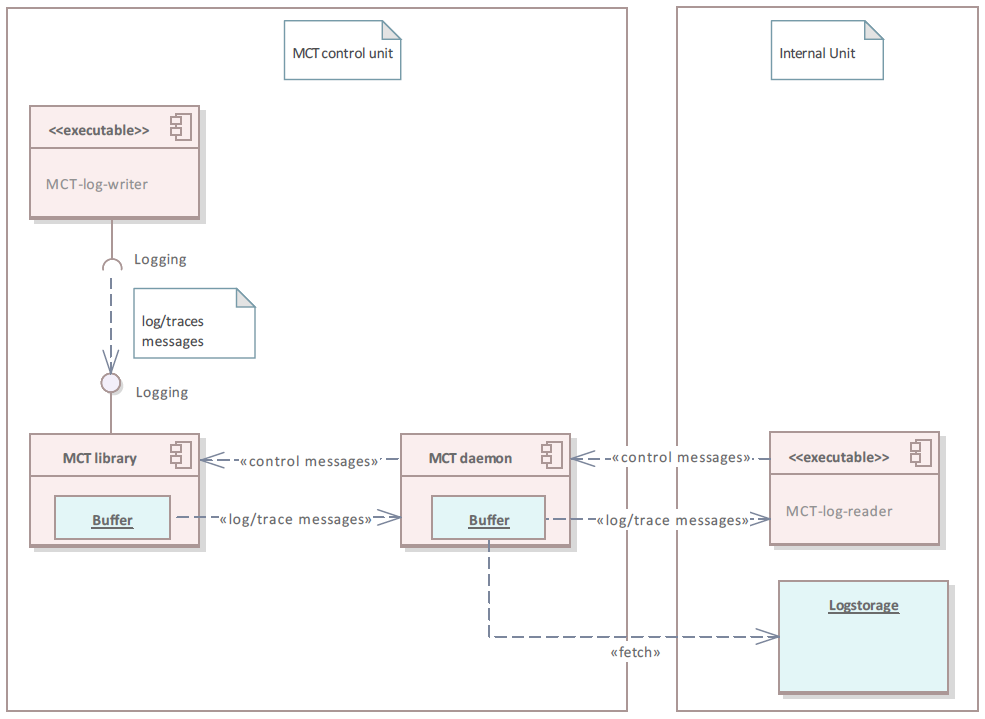 MCT control unit
Internal Unit
<<executable>>
MCT-log-writer
Logging
log/traces
messages
Logging
MCT library
Buffer
«control messages»
«log/trace messages»
MCT daemon
Buffer
«control messages»
«log/trace messages»
<<executable>>
MCT-log-reader
Logstorage
«fetch»